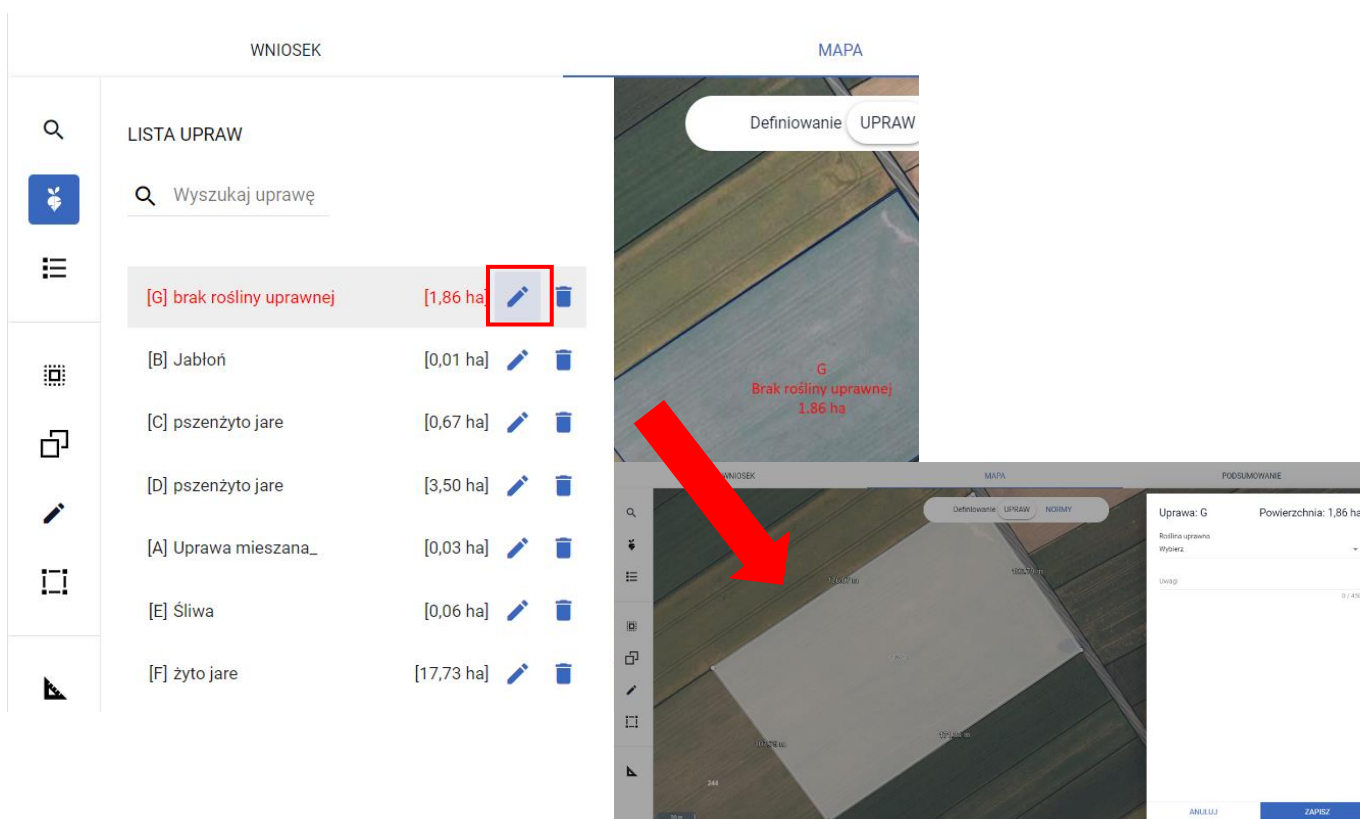 WNIOSEK
MAPA
LISTA UPRAW
Definiowanie UPRAW
Wyszukaj uprawę
[G] brak rośliny uprawnej [1,86 ha]
[B] Jabłoń [0,01 ha]
[C] pszenżyto jare [0,67 ha]
[D] pszenżyto jare [3,50 ha]
[A] Uprawa mieszana_ [0,03 ha]
[E] Śliwa [0,06 ha]
[F] żyto jare [17,73 ha]
G
Brak rośliny uprawnej
1.86 ha
WNIOSEK
MAPA
PODSUMOWANIE
Definiowanie UPRAW NORMY
Uprawa: G Powierzchnia: 1,86 ha
Roślina uprawna
Wybierz
Uwagi
244
ANULUJ
ZAPISZ